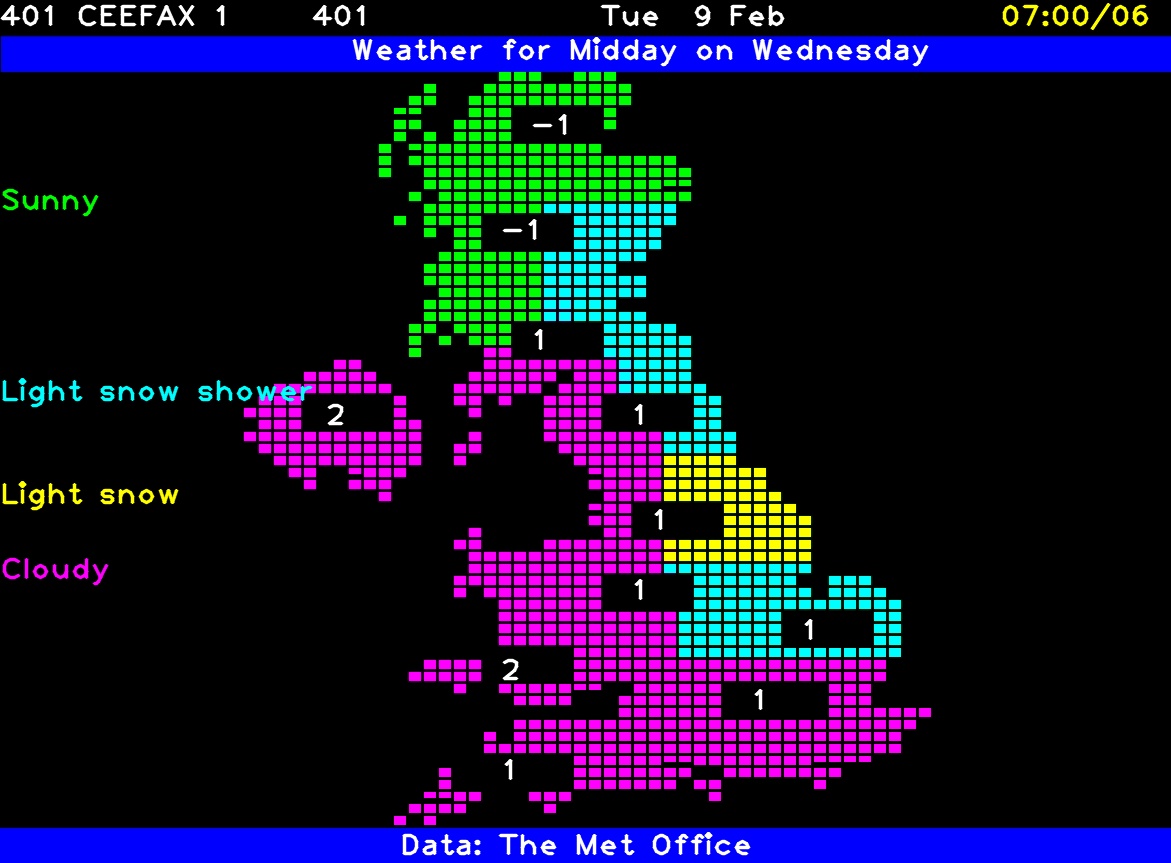 401 CEEFAX 1 401 Tue 9 Feb 07:00/06
Weather for Midday on Wednesday
-1
Sunny
-1
1
Light snow shower
2 1
Light snow
1
Cloudy
1
1
2
1
1
Data: The Met Office